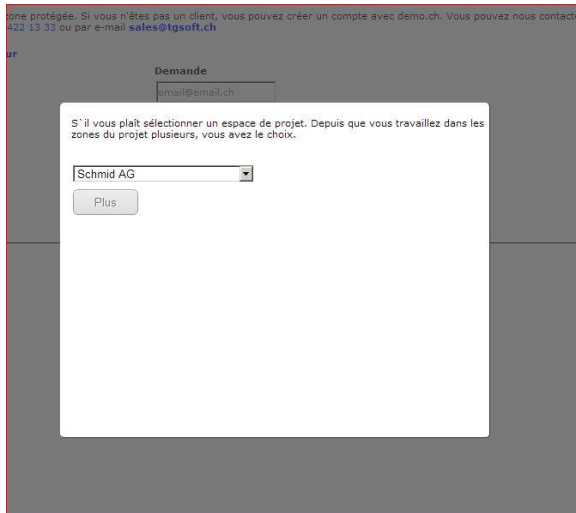 zone protégée. Si vous n'êtes pas un client, vous pouvez créer un compte avec demo.ch. Vous pouvez nous contacte
422 13 33 ou par e-mail sales@tgsoft.ch
ur
Demande
email@email.ch
S`il vous plaît sélectionner un espace de projet. Depuis que vous travaillez dans les
zones du projet plusieurs, vous avez le choix.
Schmid AG
Plus